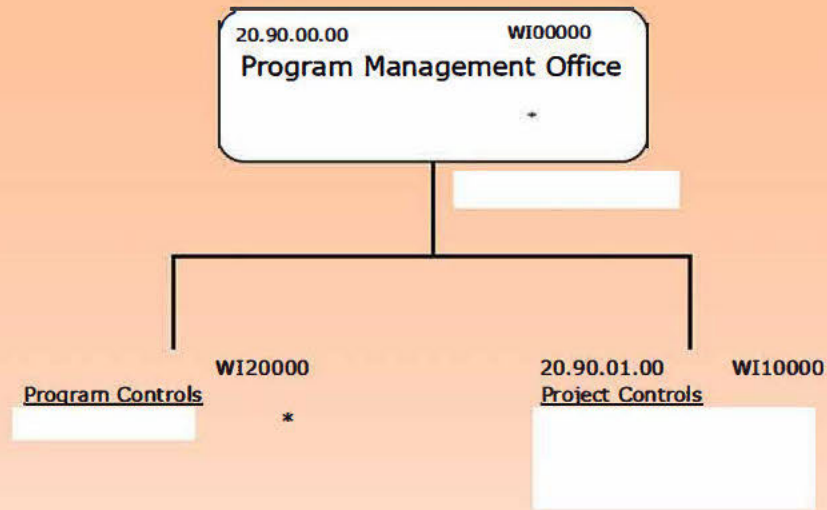 20.90.00.00 WI00000
Program Management Office
*
WI20000
Program Controls
*
20.90.01.00 WI10000
Project Controls